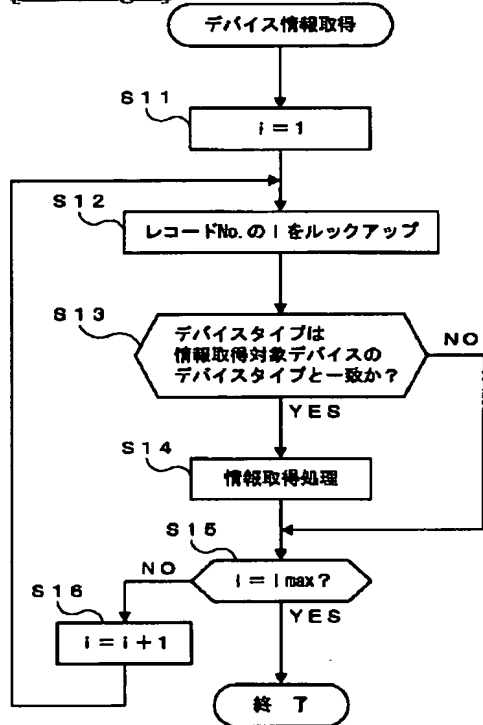 デバイス情報取得
S11
i=1
S12
レコードNo.のiをルックアップ
S13
デバイスタイプは
情報取得対象デバイスの
デバイスタイプと一致か?
NO
YES
S14
情報取得処理
S15
i=imax?
NO
YES
S16
i=i+1
終 了